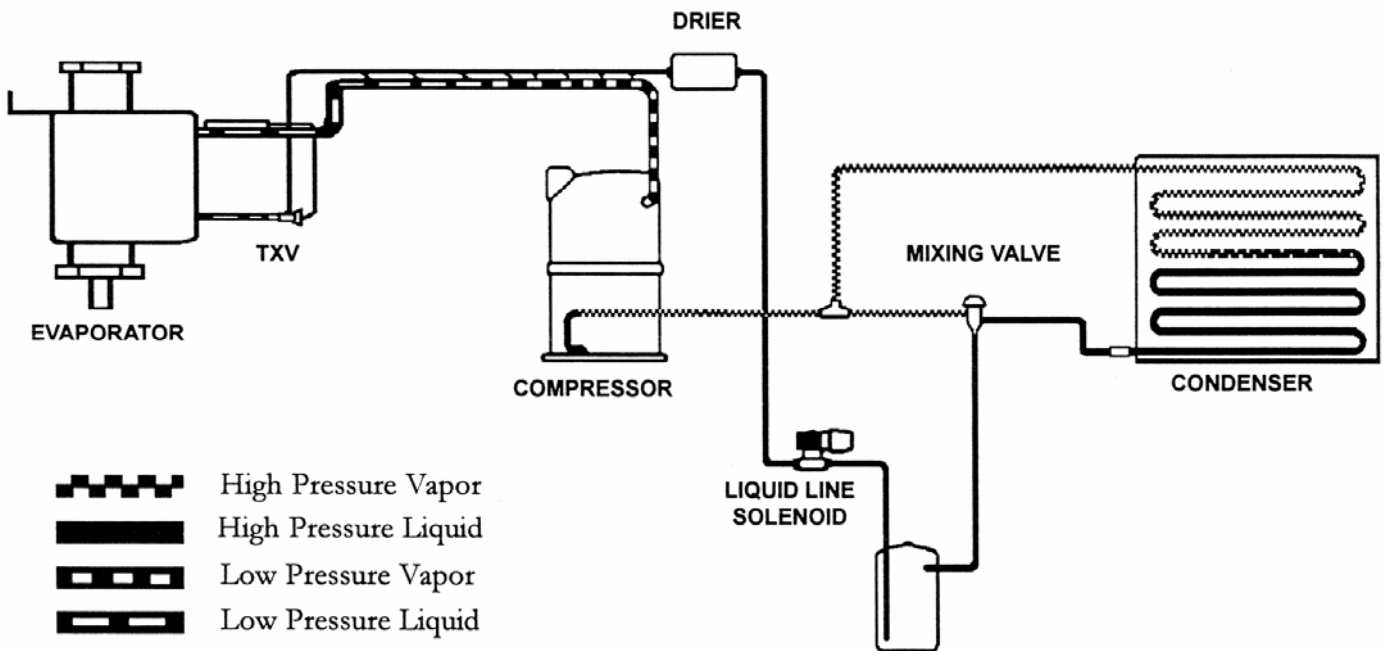 DRIER
TXV
MIXING VALVE
EVAPORATOR
COMPRESSOR
CONDENSER
LIQUID LINE
SOLENOID
High Pressure Vapor
High Pressure Liquid
Low Pressure Vapor
Low Pressure Liquid